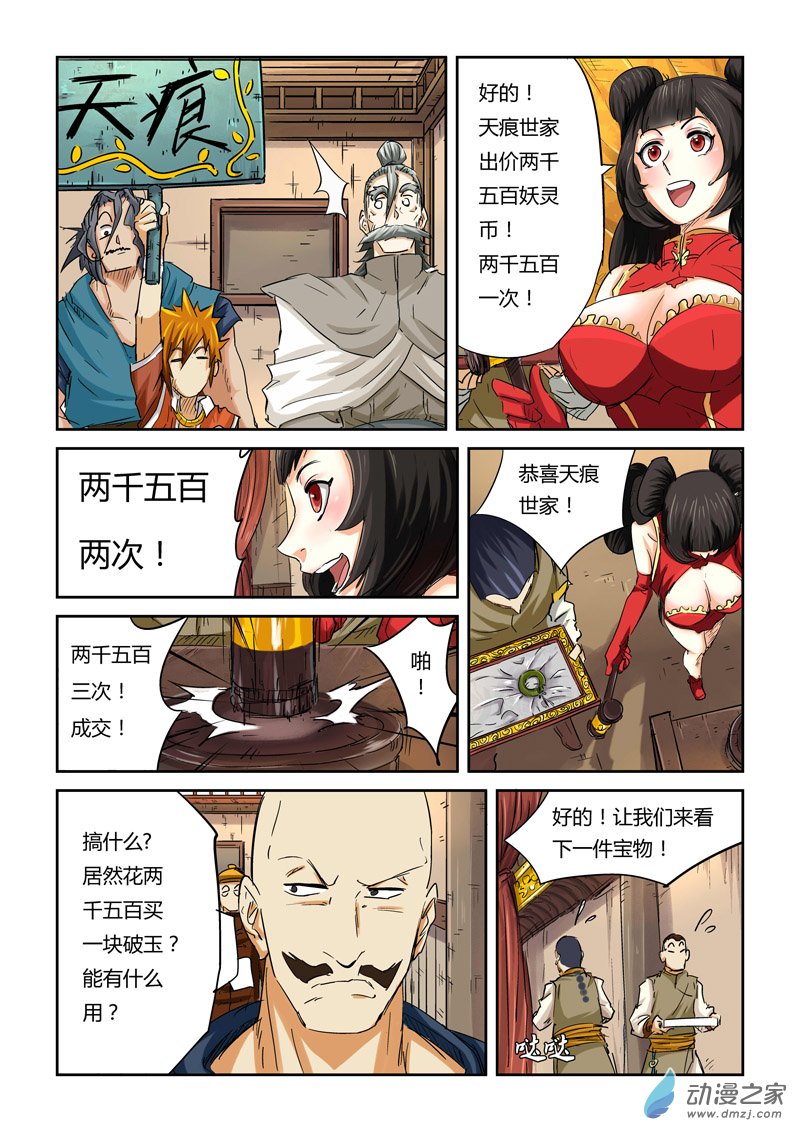 天痕
好的！
天痕世家
出价两千
五百妖灵
币！
两千五百
一次！
两千五百
两次！
恭喜天痕
世家！
两千五百
三次！
成交！
啪
！
搞什么?
居然花两
千五百买
一块破玉？
能有什么
用？
好的！让我们来看
下一件宝物！
哒哒
动漫之家
www.dmzj.com